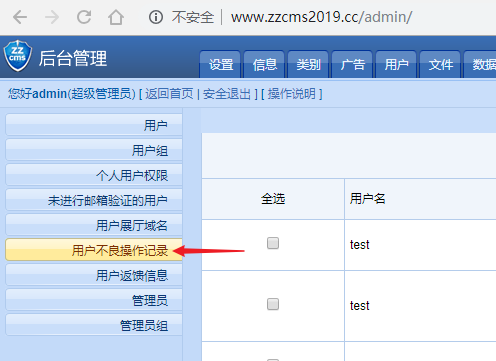 不安全 | www.zzcms2019.cc/admin/
zz
cms
后台管理
设置 信息 类别 广告 用户 文件 数据
您好admin(超级管理员) [ 返回首页 | 安全退出 ] [ 操作说明 ]
用户
用户组
个人用户权限
未进行邮箱验证的用户
用户展厅域名
用户不良操作记录
用户返馈信息
管理员
管理员组
全选 用户名
test
test